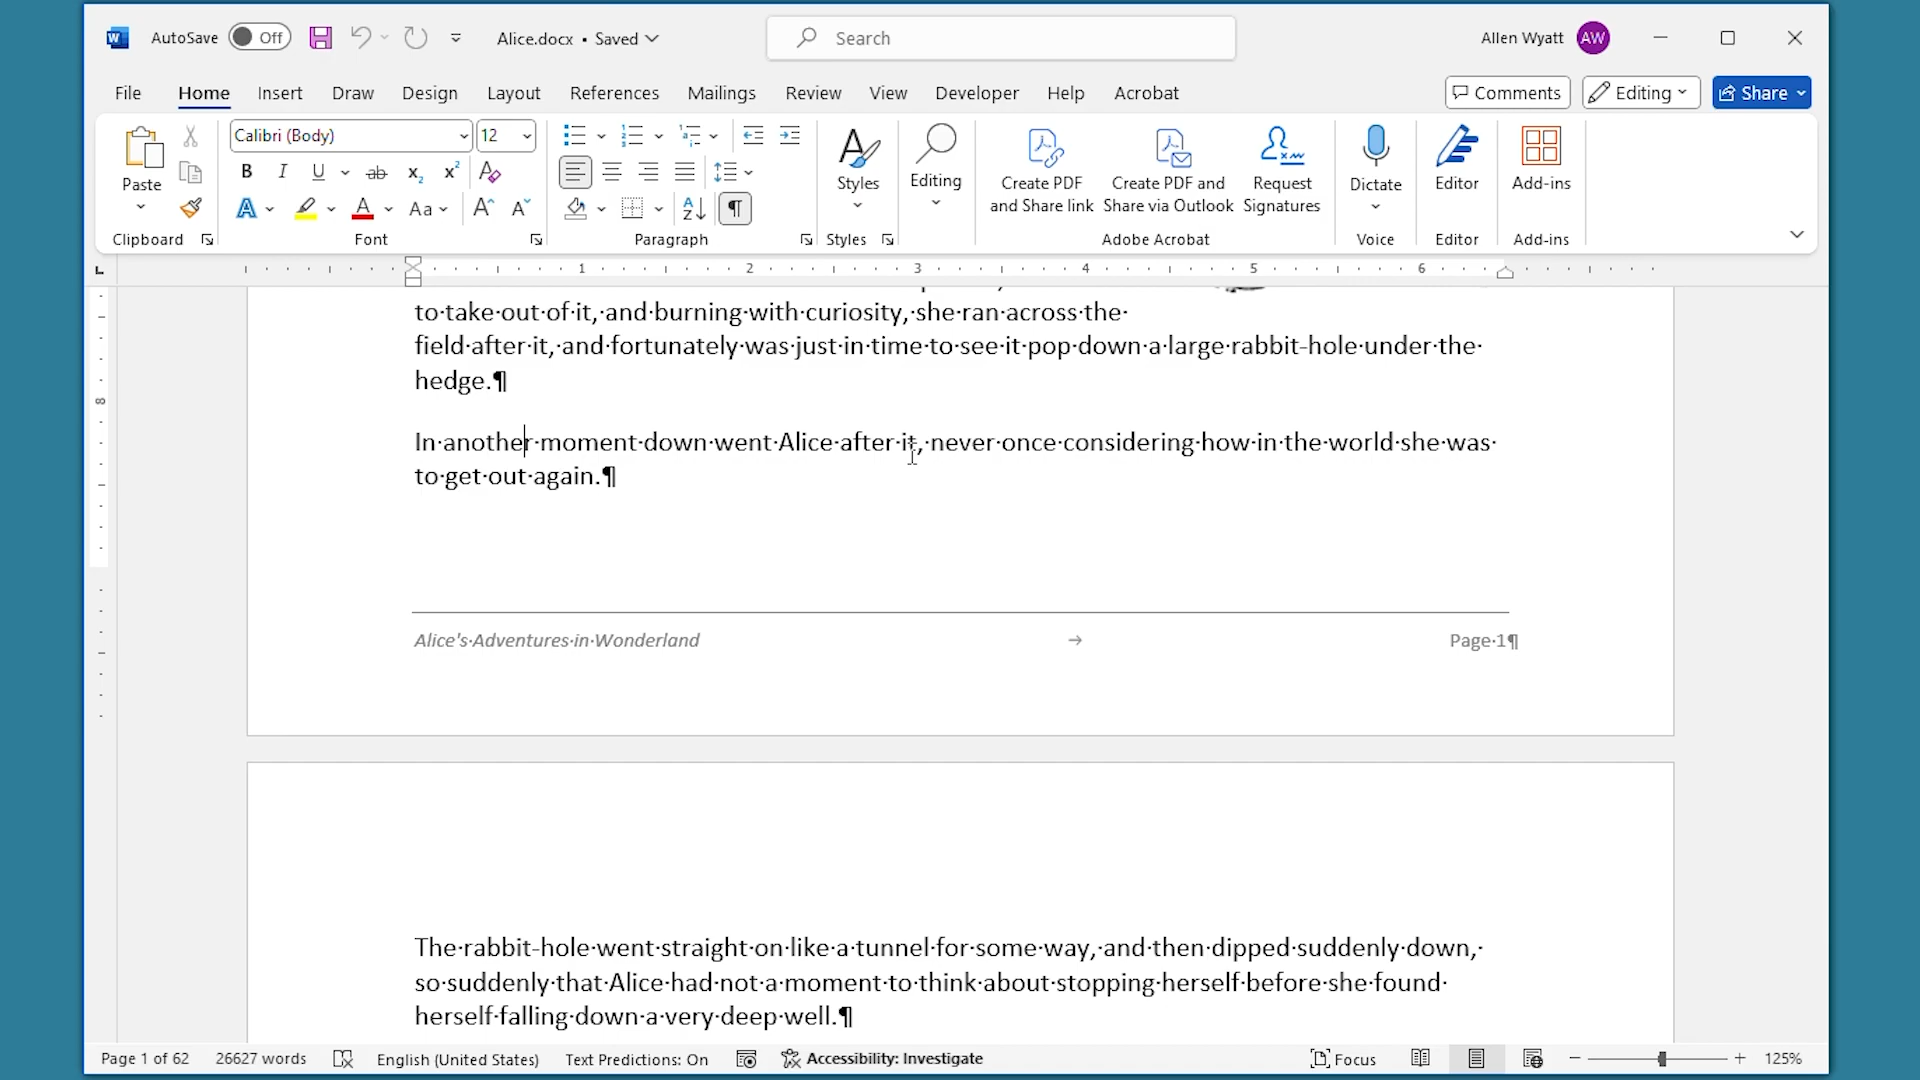 AutoSave Off Alice.docx • Saved Search Allen Wyatt AW
File Home Insert Draw Design Layout References Mailings Review View Developer Help Acrobat Comments Editing Share
Calibri (Body) 12
Paste Styles Editing Create PDF and Share link Create PDF and Share via Outlook Request Signatures Dictate Editor Add-ins
Clipboard Font Paragraph Styles Adobe Acrobat Voice Editor Add-ins
1 2 3 4 5 6
to·take·out·of·it,·and·burning·with·curiosity,·she·ran·across·the·
field·after·it,·and·fortunately·was·just·in·time·to·see·it·pop·down·a·large·rabbit-hole·under·the·
hedge.¶
8
In·another·moment·down·went·Alice·after·it,·never·once·considering·how·in·the·world·she·was·
to·get·out·again.¶
Alice's·Adventures·in·Wonderland → Page·1¶
The·rabbit-hole·went·straight·on·like·a·tunnel·for·some·way,·and·then·dipped·suddenly·down,·
so·suddenly·that·Alice·had·not·a·moment·to·think·about·stopping·herself·before·she·found·
herself·falling·down·a·very·deep·well.¶
Page 1 of 62 26627 words English (United States) Text Predictions: On Accessibility: Investigate Focus 125%